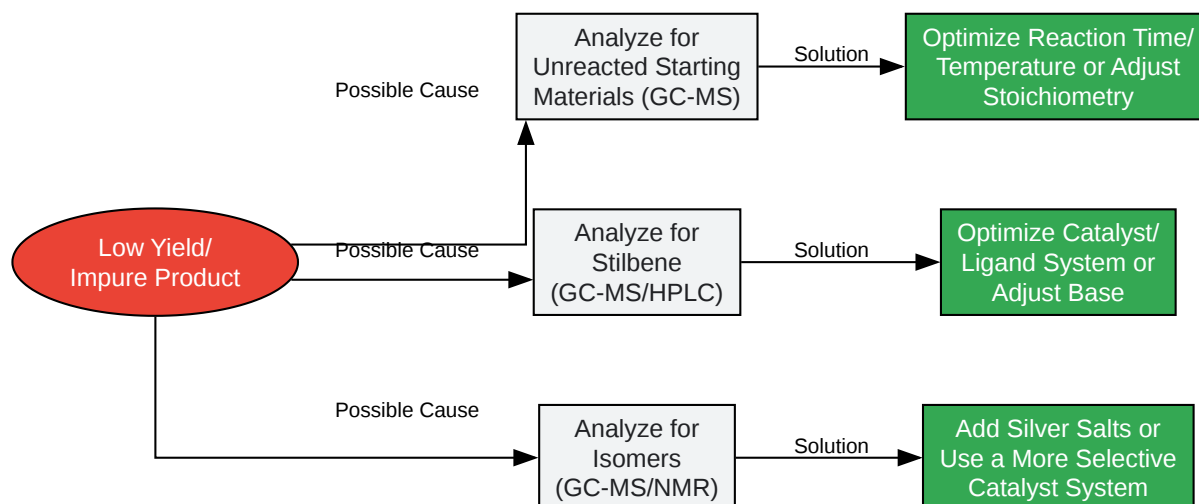 Analyze for
Unreacted Starting
Materials (GC-MS)
Solution
Optimize Reaction Time/
Temperature or Adjust
Stoichiometry
Possible Cause
Low Yield/
Impure Product
Possible Cause
Analyze for
Stilbene
(GC-MS/HPLC)
Solution
Optimize Catalyst/
Ligand System or
Adjust Base
Possible Cause
Analyze for
Isomers
(GC-MS/NMR)
Solution
Add Silver Salts or
Use a More Selective
Catalyst System